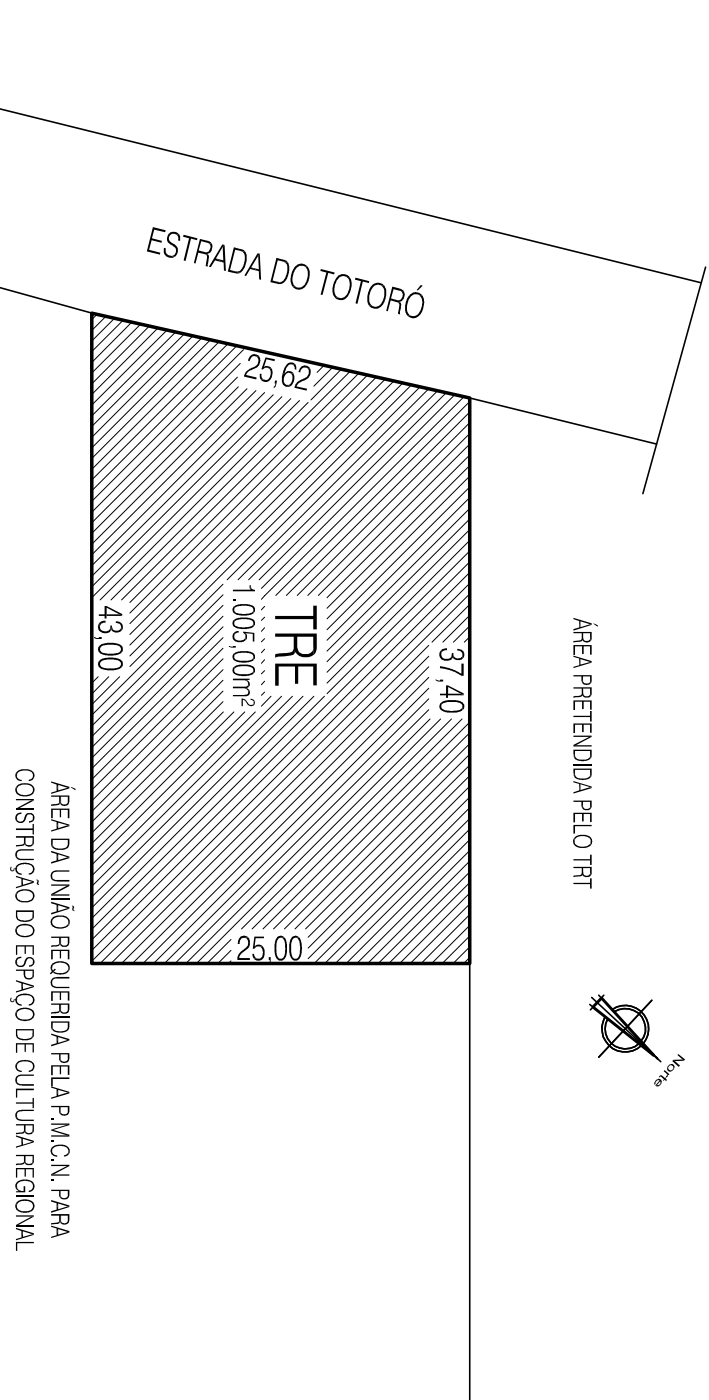 ESTRADA DO TOTORÓ
25,62
TRE
1.005,00m²
37,40
43,00
25,00
ÁREA PRETENDIDA PELO TRT
Norte
ÁREA DA UNIÃO REQUERIDA PELA P.M.C.N. PARA
CONSTRUÇÃO DO ESPAÇO DE CULTURA REGIONAL